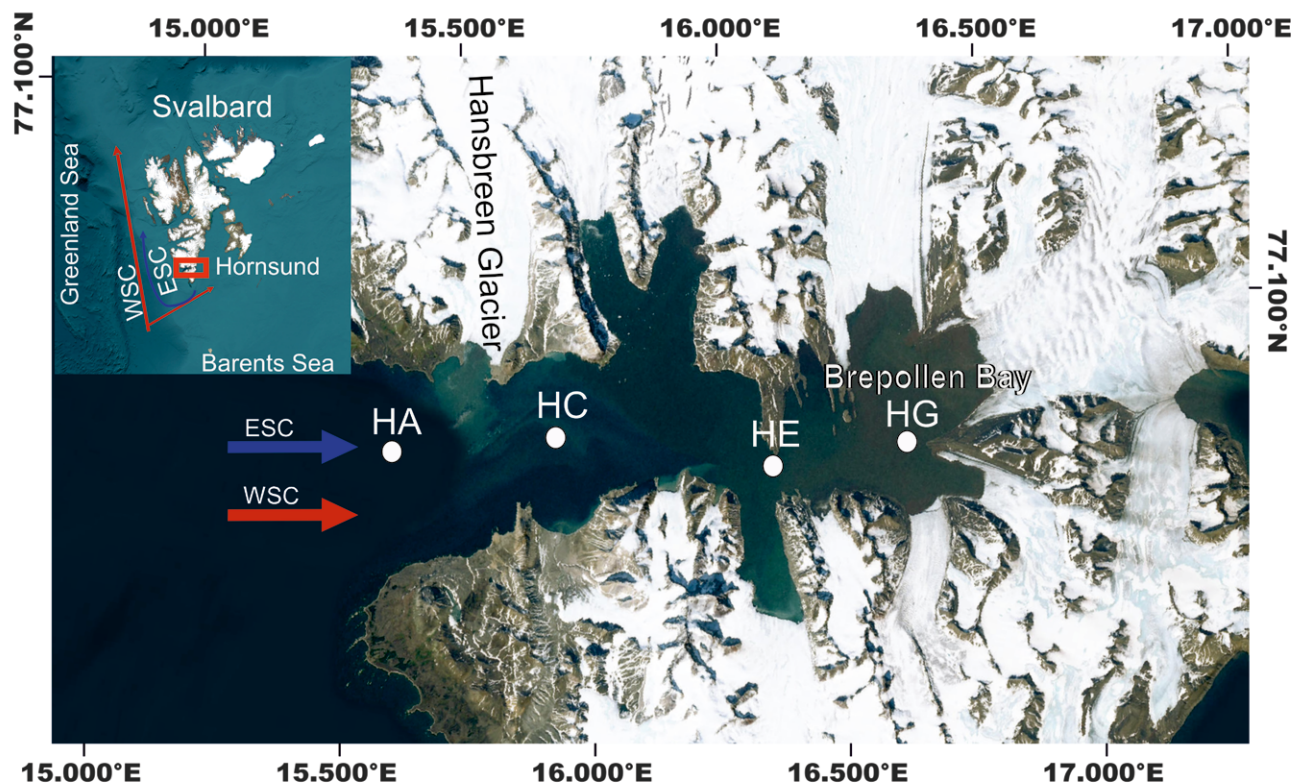 15.000°E
15.500°E
16.000°E
16.500°E
17.000°E
77.100°N
Svalbard
Greenland Sea
WSC
ESC
Hornsund
Barents Sea
Hansbreen Glacier
77.100°N
Brepollen Bay
HA
HC
HE
HG
ESC
WSC
15.000°E
15.500°E
16.000°E
16.500°E
17.000°E